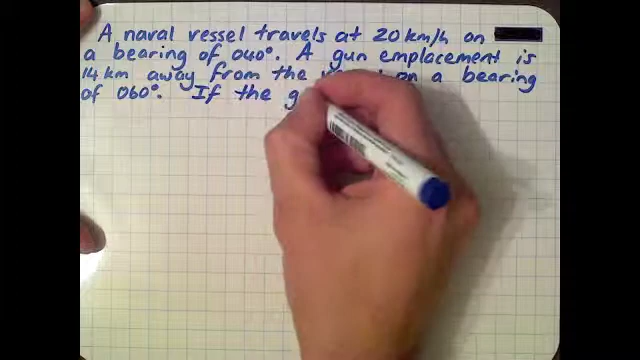 A naval vessel travels at 20 km/h on
a bearing of 040°. A gun emplacement is
14 km away from the on a bearing
of 060°. If the g